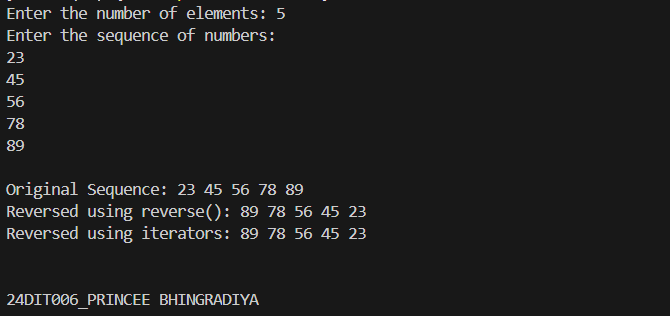 Enter the number of elements: 5
Enter the sequence of numbers:
23
45
56
78
89
Original Sequence: 23 45 56 78 89
Reversed using reverse(): 89 78 56 45 23
Reversed using iterators: 89 78 56 45 23
24DIT006_PRINCEE BHINGRADIYA